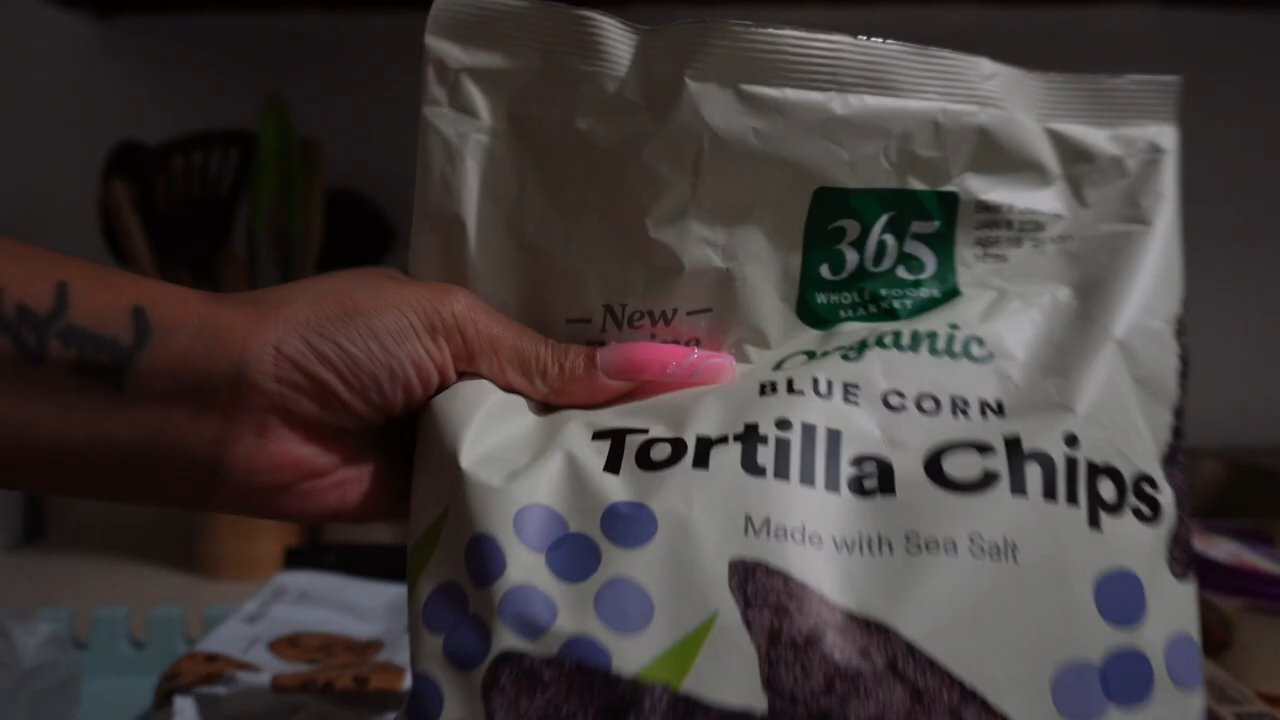 365
WHOLE FOODS
MARKET
New
Organic
BLUE CORN
Tortilla Chips
Made with Sea Salt